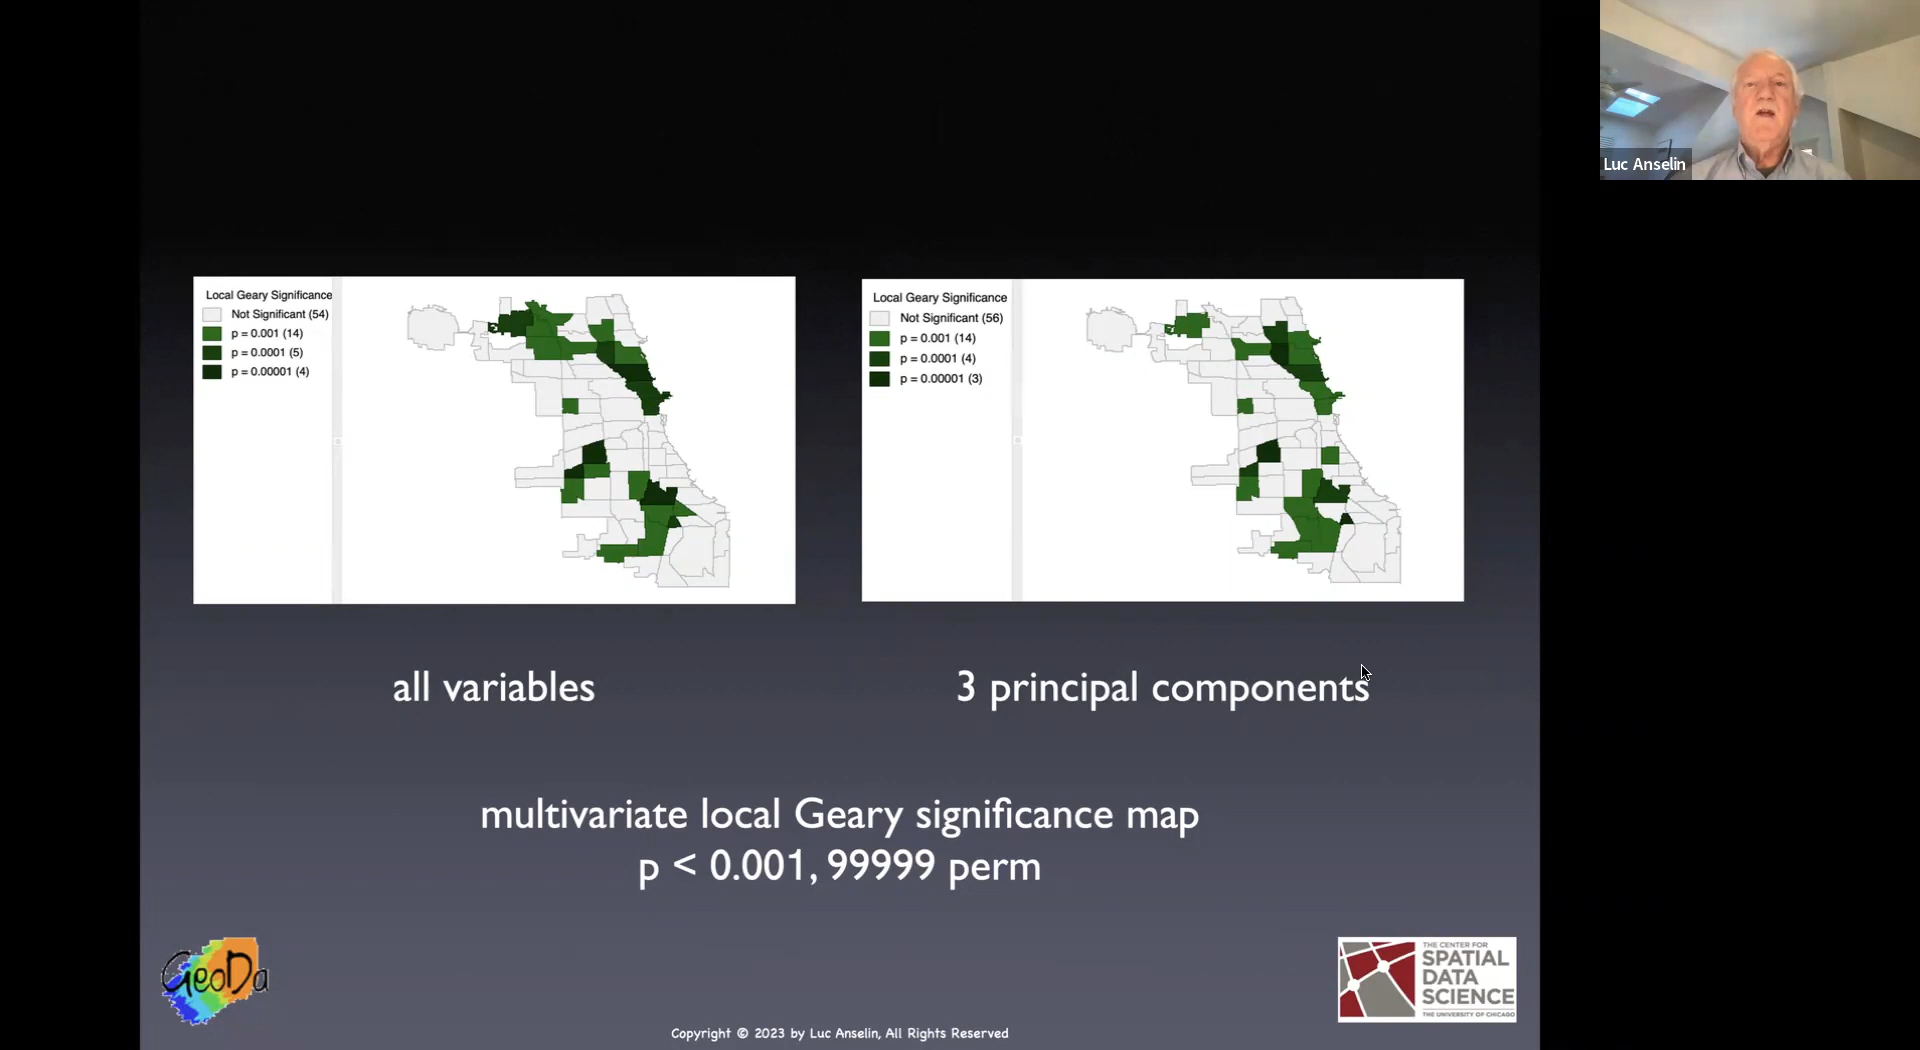 Luc Anselin
Local Geary Significance
Not Significant (54)
p = 0.001 (14)
p = 0.0001 (5)
p = 0.00001 (4)
Local Geary Significance
Not Significant (56)
p = 0.001 (14)
p = 0.0001 (4)
p = 0.00001 (3)
all variables
3 principal components
multivariate local Geary significance map
p < 0.001, 99999 perm
GeoDa
THE CENTER FOR
SPATIAL
DATA
SCIENCE
THE UNIVERSITY OF CHICAGO
Copyright © 2023 by Luc Anselin, All Rights Reserved